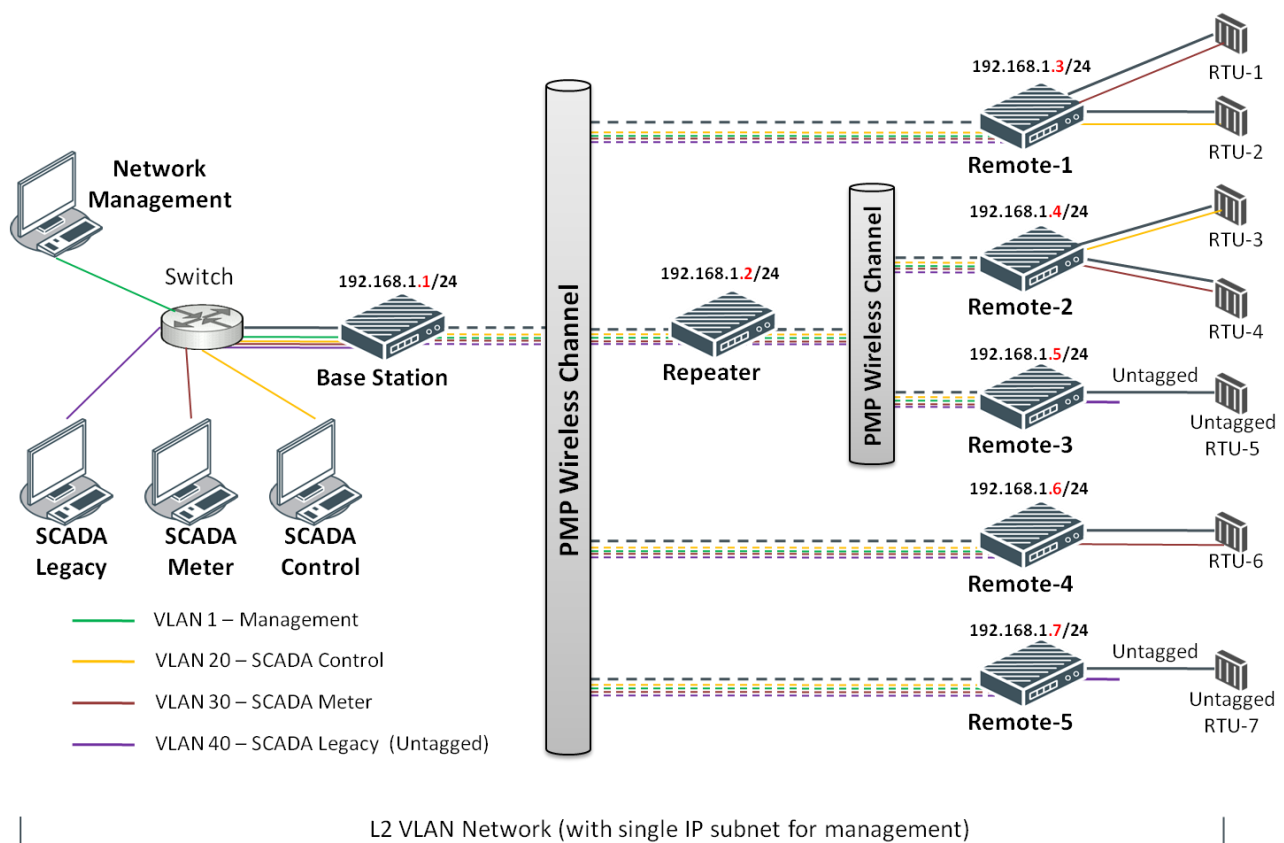 192.168.1.3/24
RTU-1
RTU-2
Remote-1
Network
Management
Switch
192.168.1.1/24
Base Station
PMP Wireless Channel
192.168.1.2/24
Repeater
PMP Wireless Channel
192.168.1.4/24
RTU-3
Remote-2
RTU-4
192.168.1.5/24
Untagged
Remote-3
Untagged
RTU-5
192.168.1.6/24
Remote-4
RTU-6
192.168.1.7/24
Untagged
Remote-5
Untagged
RTU-7
SCADA
Legacy
SCADA
Meter
SCADA
Control
VLAN 1 – Management
VLAN 20 – SCADA Control
VLAN 30 – SCADA Meter
VLAN 40 – SCADA Legacy (Untagged)
L2 VLAN Network (with single IP subnet for management)